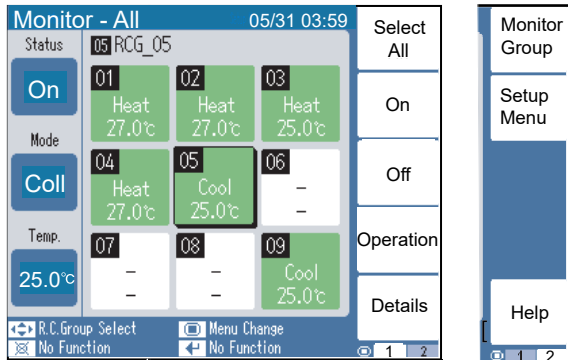 Monitor - All 05/31 03:59
Status
05 RCG_05
On
Mode
Coll
Temp.
25.0℃
01
Heat
27.0℃
02
Heat
27.0℃
03
Heat
25.0℃
04
Heat
27.0℃
05
Cool
25.0℃
06
–
–
07
–
–
08
–
–
09
Cool
25.0℃
R.C.Group Select
Menu Change
No Function
No Function
Select
All
On
Off
Operation
Details
1 2
Monitor
Group
Setup
Menu
Help
1 2